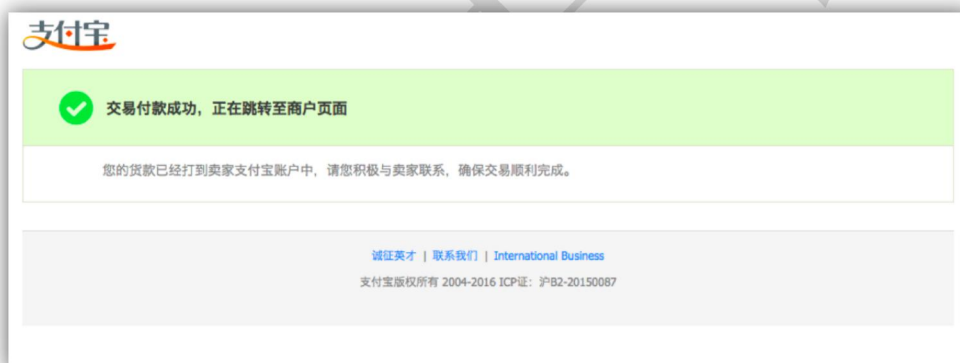 支付宝
交易付款成功，正在跳转至商户页面
您的货款已经打到卖家支付宝账户中，请您积极与卖家联系，确保交易顺利完成。
诚征英才 | 联系我们 | International Business
支付宝版权所有 2004-2016 ICP证：沪B2-20150087